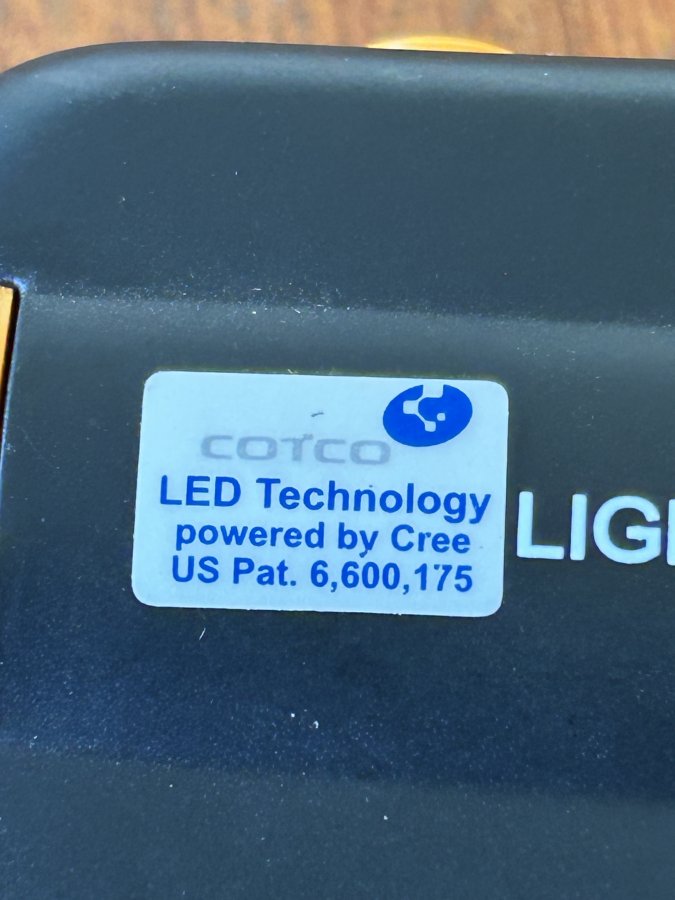 COTCO
LED Technology
powered by Cree
US Pat. 6,600,175
LIG